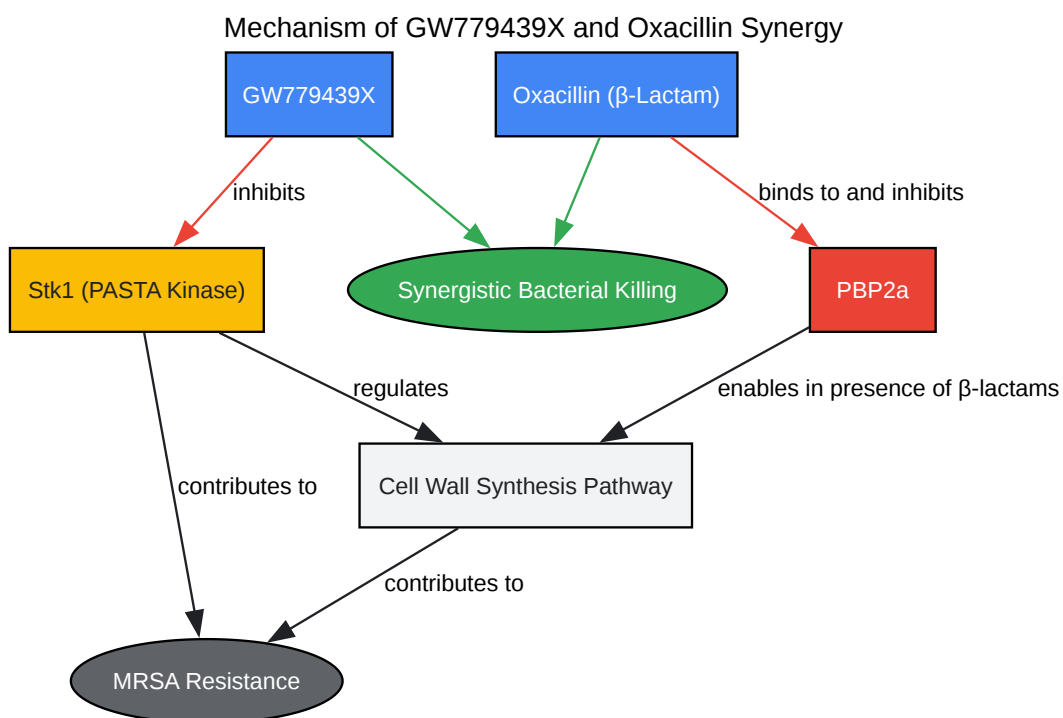 Mechanism of GW779439X and Oxacillin Synergy
GW779439X
Oxacillin (β-Lactam)
inhibits
binds to and inhibits
Stk1 (PASTA Kinase)
Synergistic Bacterial Killing
PBP2a
regulates
enables in presence of β-lactams
contributes to
Cell Wall Synthesis Pathway
contributes to
MRSA Resistance